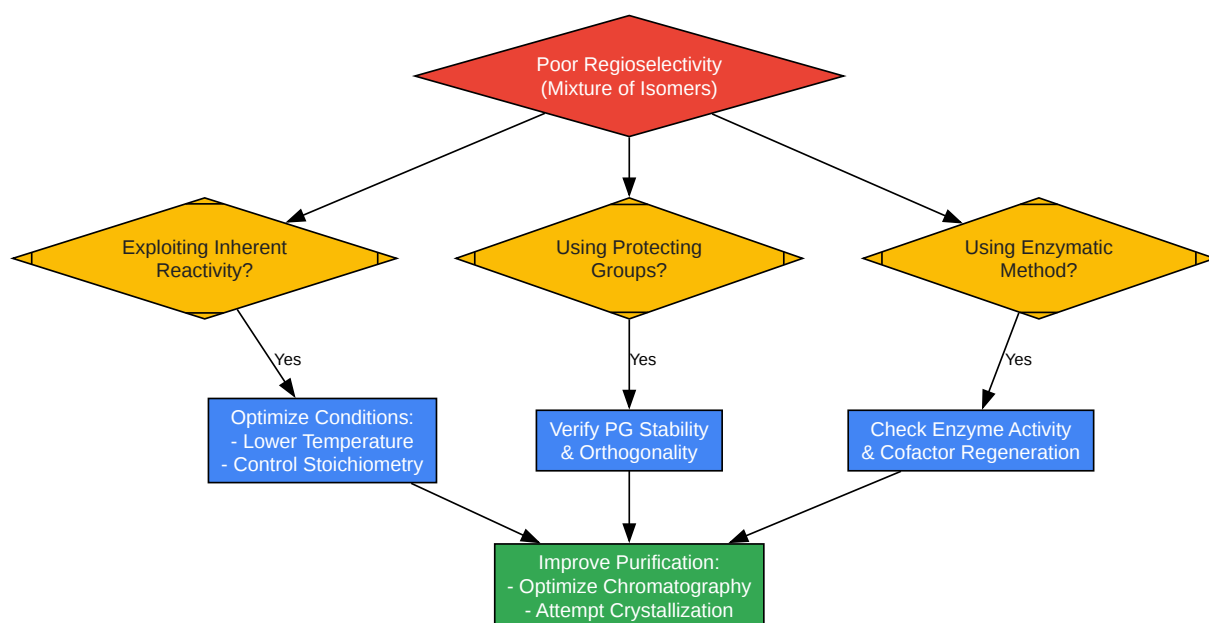 Poor Regioselectivity
(Mixture of Isomers)
Exploiting Inherent
Reactivity?
Using Protecting
Groups?
Using Enzymatic
Method?
Yes
Yes
Yes
Optimize Conditions:
- Lower Temperature
- Control Stoichiometry
Verify PG Stability
& Orthogonality
Check Enzyme Activity
& Cofactor Regeneration
Improve Purification:
- Optimize Chromatography
- Attempt Crystallization